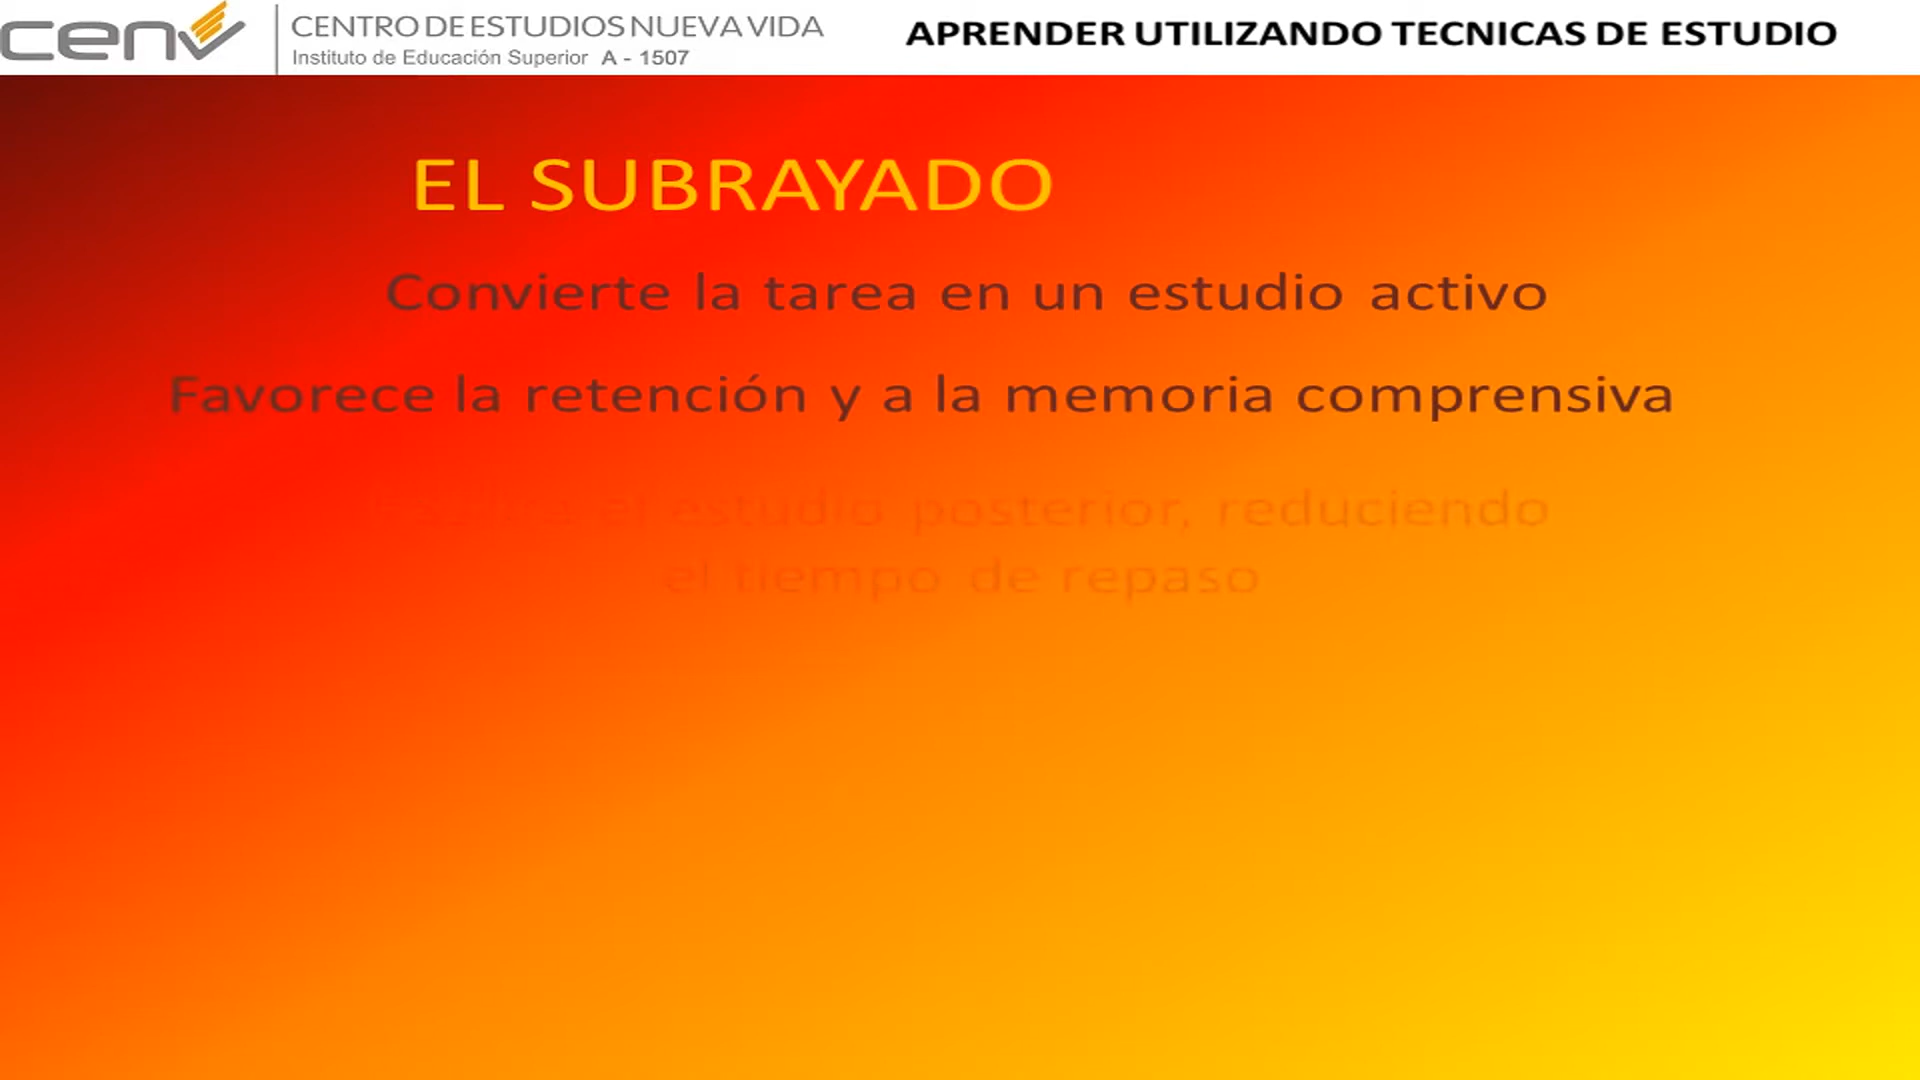 cenv
CENTRO DE ESTUDIOS NUEVA VIDA
Instituto de Educación Superior A - 1507
APRENDER UTILIZANDO TECNICAS DE ESTUDIO
EL SUBRAYADO
Convierte la tarea en un estudio activo
Favorece la retención y a la memoria comprensiva
el estudio posterior, reduciendo
el tiempo de repaso